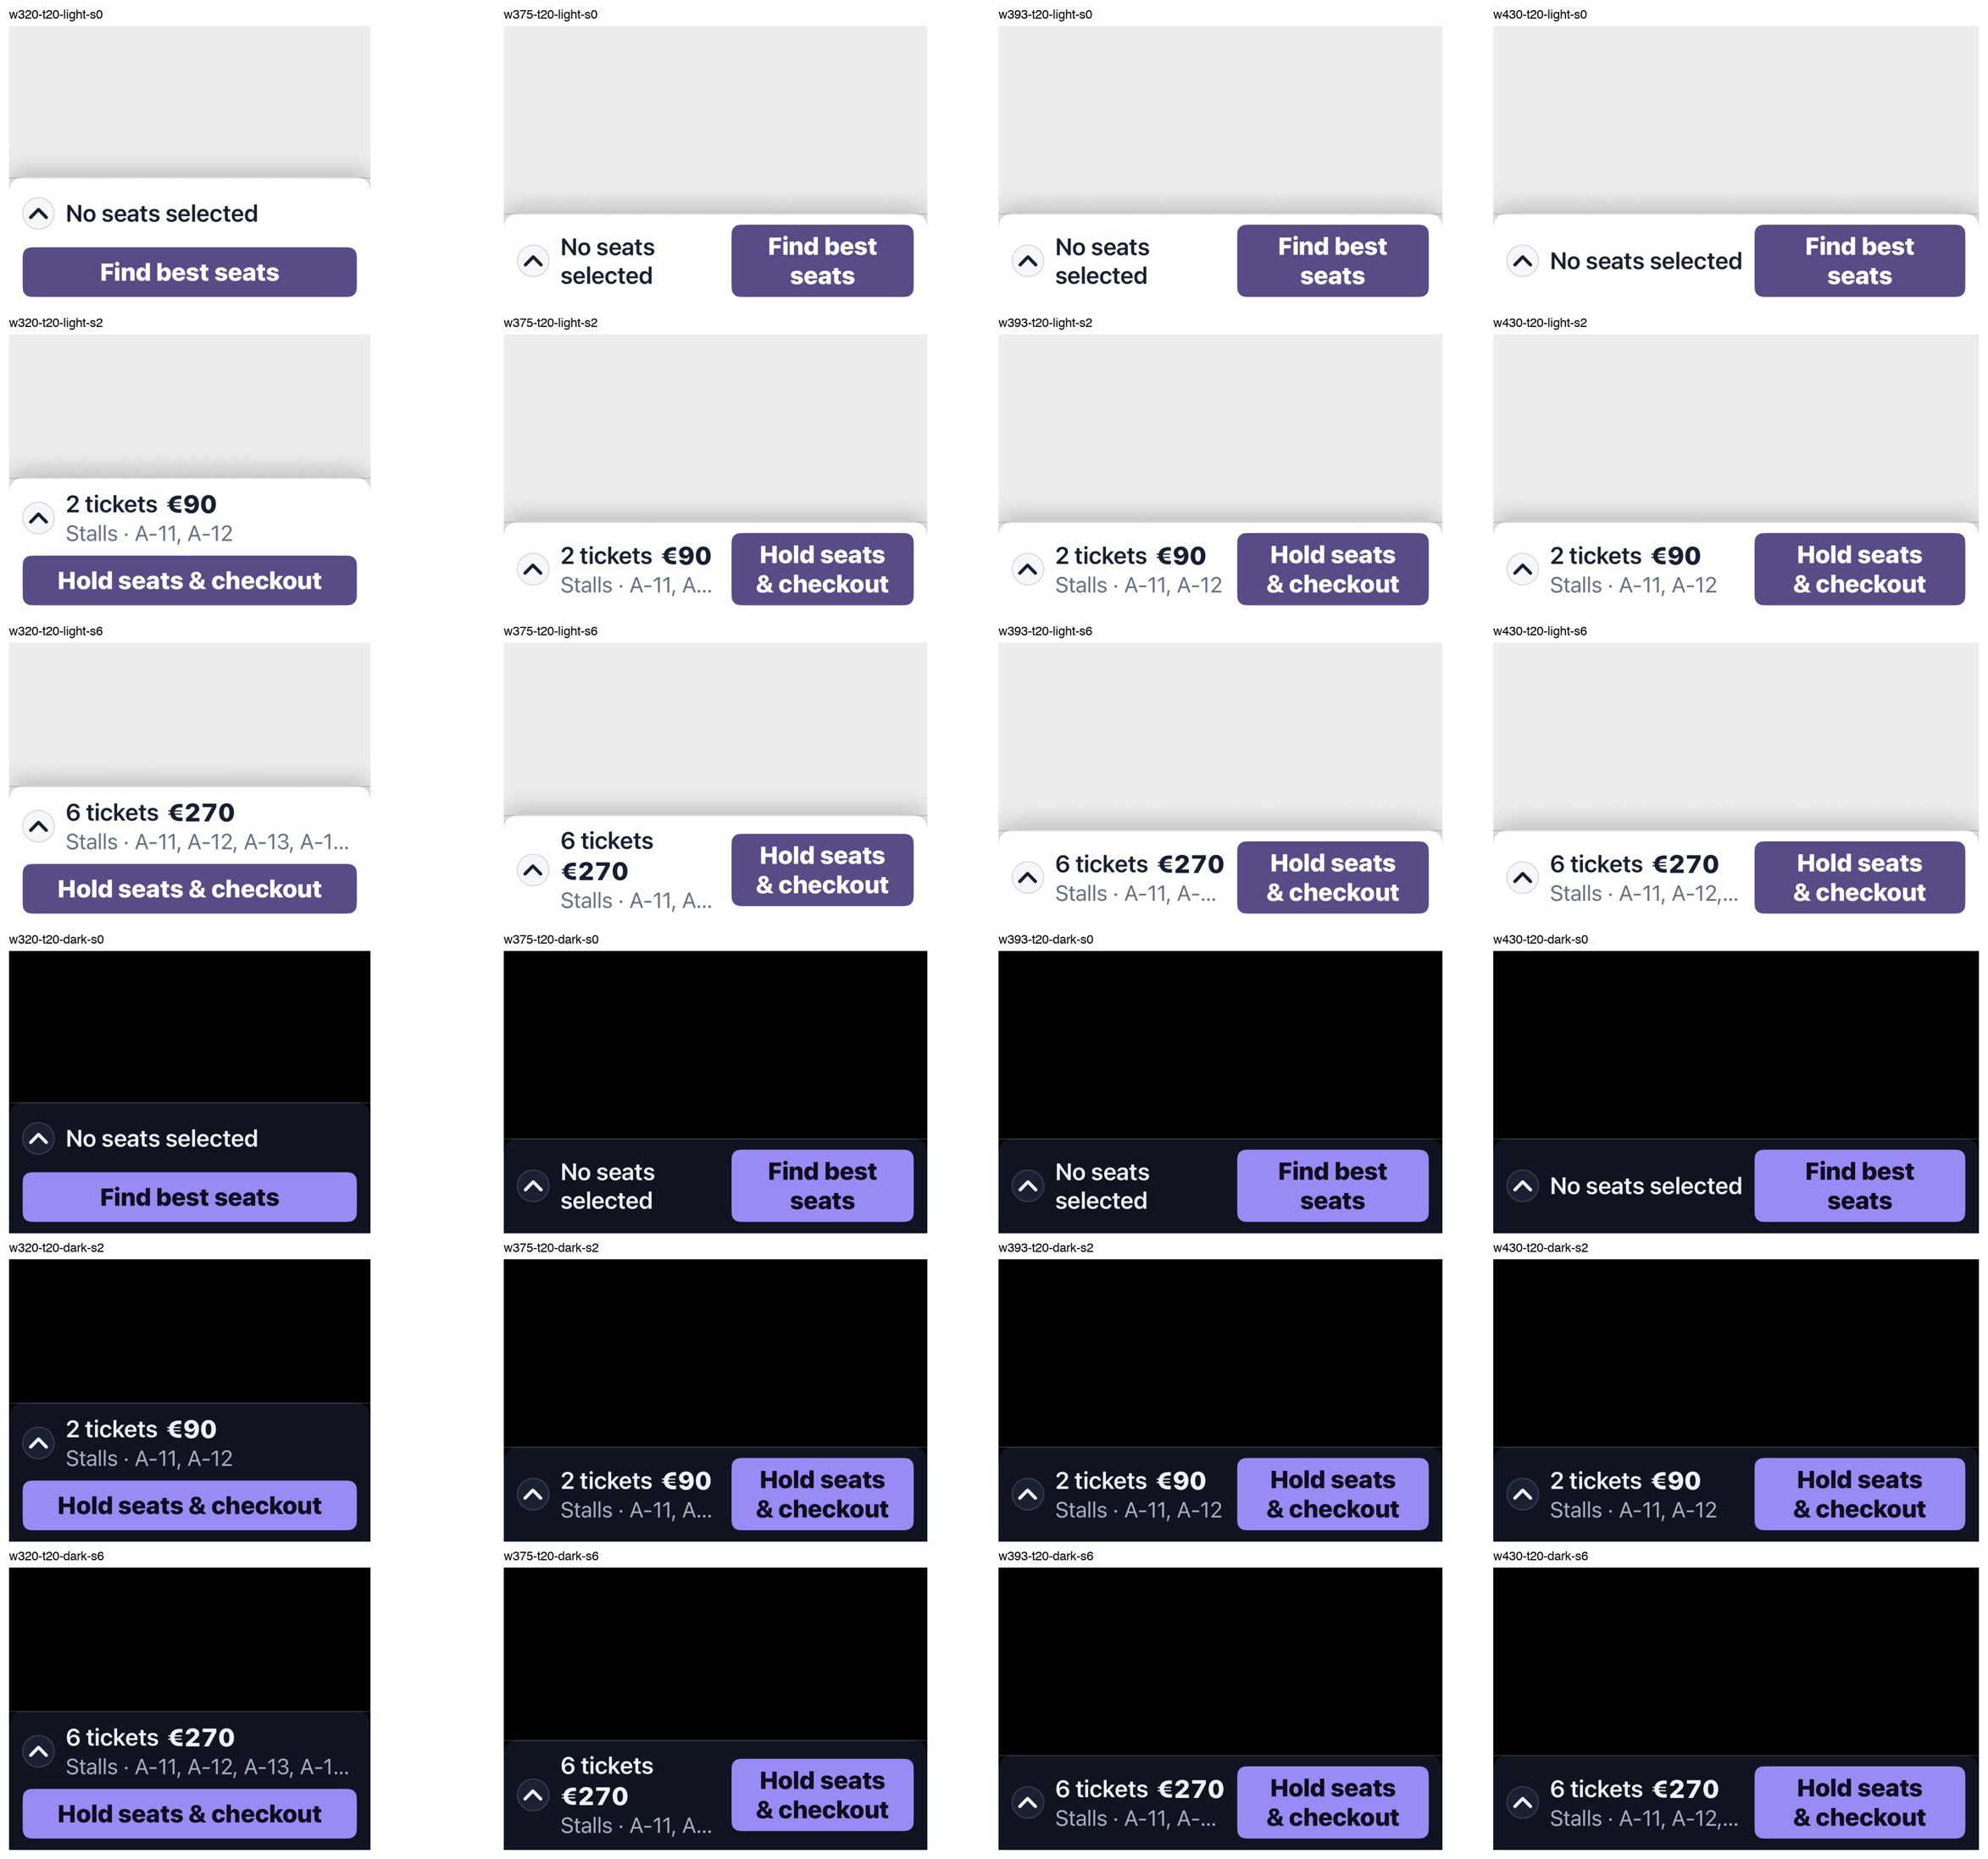 w320-t20-light-s0
No seats selected
Find best seats
w375-t20-light-s0
No seats
selected
Find best
seats
w393-t20-light-s0
No seats
selected
Find best
seats
w430-t20-light-s0
No seats selected
Find best
seats
w320-t20-light-s2
2 tickets €90
Stalls · A-11, A-12
Hold seats & checkout
w375-t20-light-s2
2 tickets €90
Stalls · A-11, A...
Hold seats
& checkout
w393-t20-light-s2
2 tickets €90
Stalls · A-11, A-12
Hold seats
& checkout
w430-t20-light-s2
2 tickets €90
Stalls · A-11, A-12
Hold seats
& checkout
w320-t20-light-s6
6 tickets €270
Stalls · A-11, A-12, A-13, A-1...
Hold seats & checkout
w375-t20-light-s6
6 tickets
€270
Stalls · A-11, A...
Hold seats
& checkout
w393-t20-light-s6
6 tickets €270
Stalls · A-11, A-...
Hold seats
& checkout
w430-t20-light-s6
6 tickets €270
Stalls · A-11, A-12,...
Hold seats
& checkout
w320-t20-dark-s0
No seats selected
Find best seats
w375-t20-dark-s0
No seats
selected
Find best
seats
w393-t20-dark-s0
No seats
selected
Find best
seats
w430-t20-dark-s0
No seats selected
Find best
seats
w320-t20-dark-s2
2 tickets €90
Stalls · A-11, A-12
Hold seats & checkout
w375-t20-dark-s2
2 tickets €90
Stalls · A-11, A...
Hold seats
& checkout
w393-t20-dark-s2
2 tickets €90
Stalls · A-11, A-12
Hold seats
& checkout
w430-t20-dark-s2
2 tickets €90
Stalls · A-11, A-12
Hold seats
& checkout
w320-t20-dark-s6
6 tickets €270
Stalls · A-11, A-12, A-13, A-1...
Hold seats & checkout
w375-t20-dark-s6
6 tickets
€270
Stalls · A-11, A...
Hold seats
& checkout
w393-t20-dark-s6
6 tickets €270
Stalls · A-11, A-...
Hold seats
& checkout
w430-t20-dark-s6
6 tickets €270
Stalls · A-11, A-12,...
Hold seats
& checkout